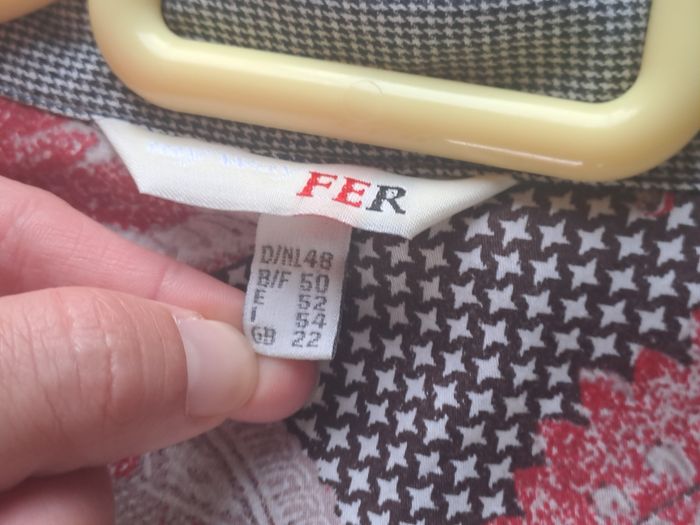 FER
D/NL 48
B/F 50
E 52
I 54
GB 22